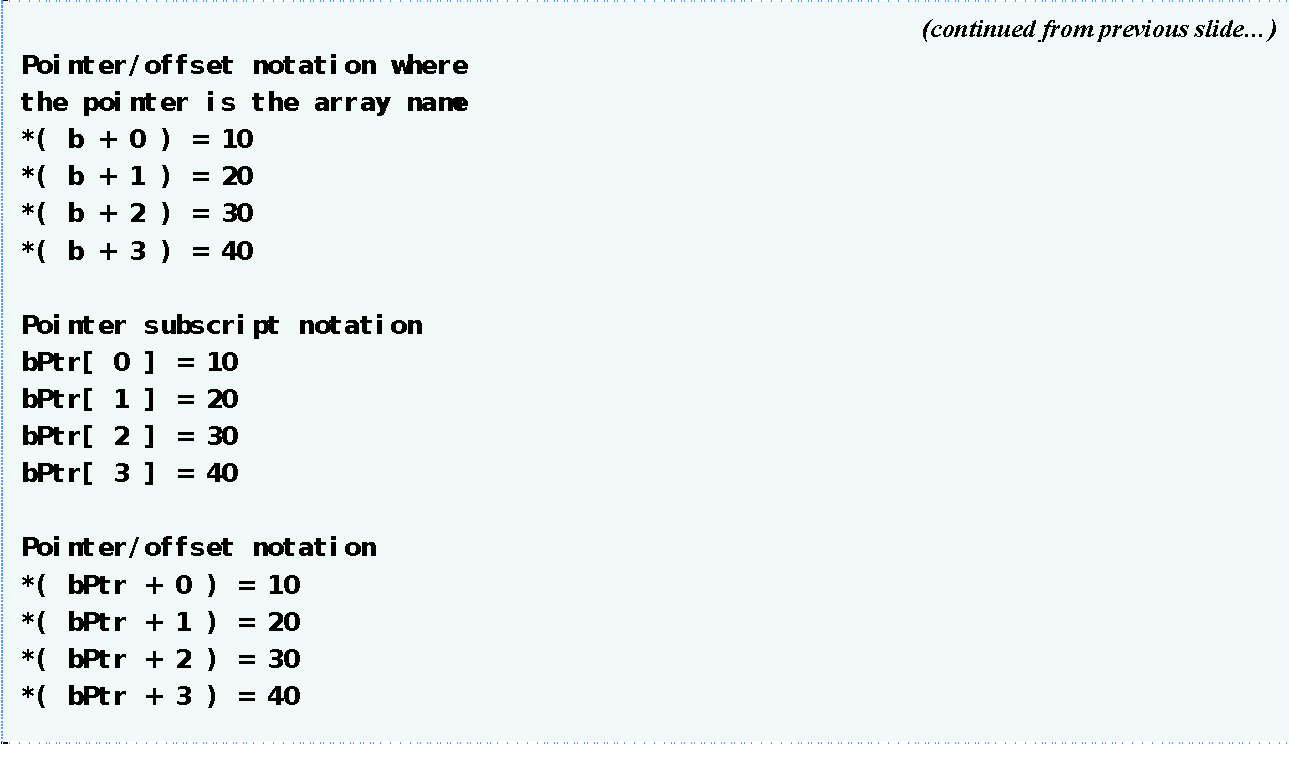 (continued from previous slide... )
Pointer/offset notation where
the pointer is the array name
*( b + 0 ) = 10
*( b + 1 ) = 20
*( b + 2 ) = 30
*( b + 3 ) = 40
Pointer subscript notation
bPtr[ 0 ] = 10
bPtr[ 1 ] = 20
bPtr[ 2 ] = 30
bPtr[ 3 ] = 40
Pointer/offset notation
*( bPtr + 0 ) = 10
*( bPtr + 1 ) = 20
*( bPtr + 2 ) = 30
*( bPtr + 3 ) = 40